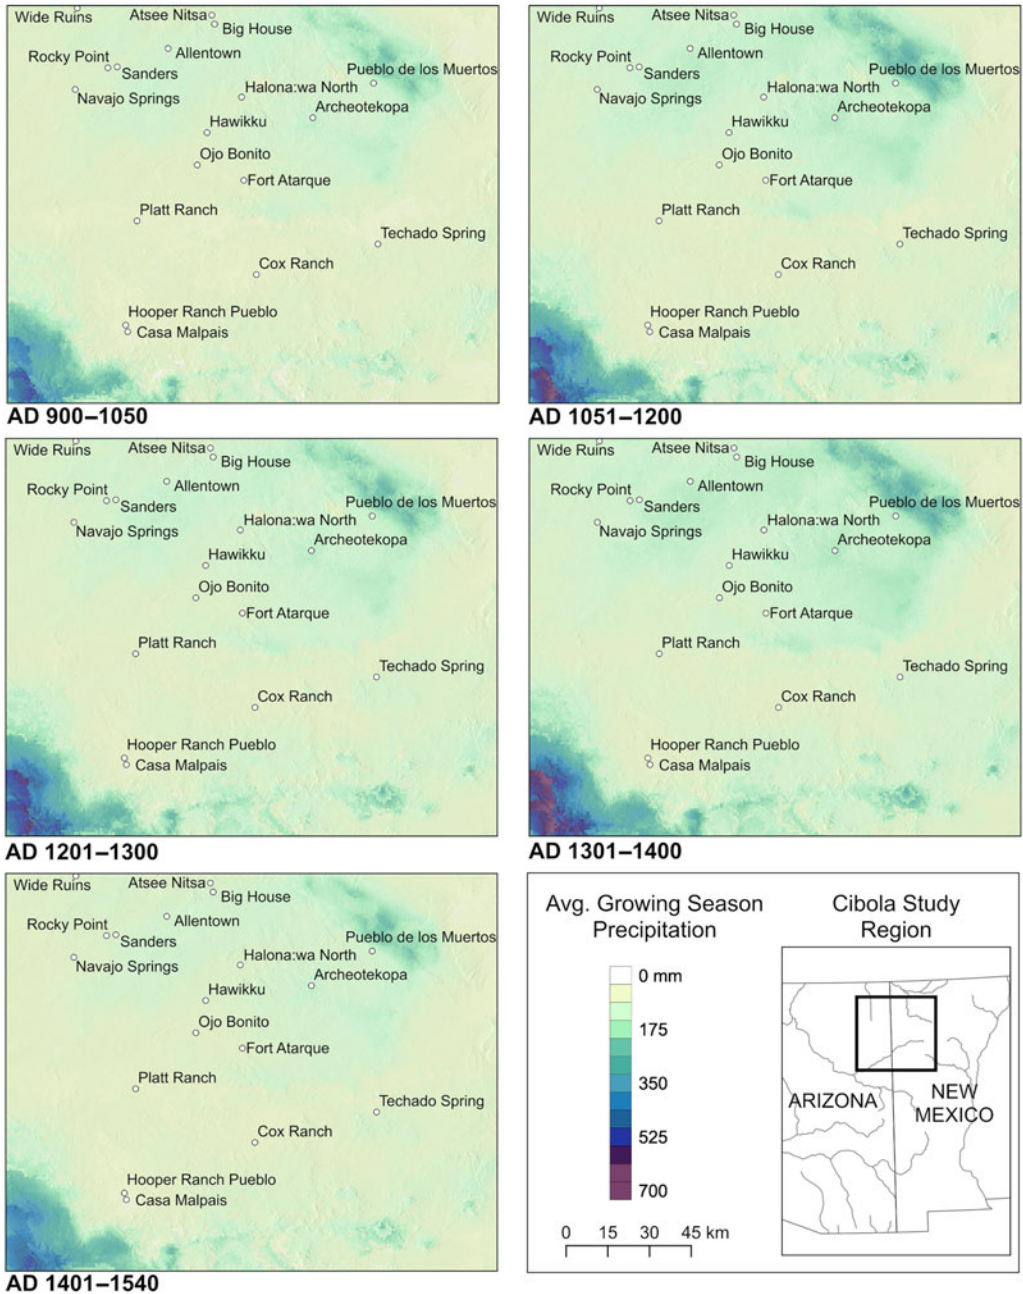 Wide Ruins
Atsee Nitsa
Big House
Allentown
Rocky Point
Sanders
Pueblo de los Muertos
Navajo Springs
Halona:wa North
Archeotekopa
Hawikku
Ojo Bonito
Fort Atarque
Platt Ranch
Techado Spring
Cox Ranch
Hooper Ranch Pueblo
Casa Malpais
AD 900–1050
Wide Ruins
Atsee Nitsa
Big House
Allentown
Rocky Point
Sanders
Pueblo de los Muertos
Navajo Springs
Halona:wa North
Archeotekopa
Hawikku
Ojo Bonito
Fort Atarque
Platt Ranch
Techado Spring
Cox Ranch
Hooper Ranch Pueblo
Casa Malpais
AD 1051–1200
Wide Ruins
Atsee Nitsa
Big House
Allentown
Rocky Point
Sanders
Pueblo de los Muertos
Navajo Springs
Halona:wa North
Archeotekopa
Hawikku
Ojo Bonito
Fort Atarque
Platt Ranch
Techado Spring
Cox Ranch
Hooper Ranch Pueblo
Casa Malpais
AD 1201–1300
Wide Ruins
Atsee Nitsa
Big House
Allentown
Rocky Point
Sanders
Pueblo de los Muertos
Navajo Springs
Halona:wa North
Archeotekopa
Hawikku
Ojo Bonito
Fort Atarque
Platt Ranch
Techado Spring
Cox Ranch
Hooper Ranch Pueblo
Casa Malpais
AD 1301–1400
Wide Ruins
Atsee Nitsa
Big House
Allentown
Rocky Point
Sanders
Pueblo de los Muertos
Navajo Springs
Halona:wa North
Archeotekopa
Hawikku
Ojo Bonito
Fort Atarque
Platt Ranch
Techado Spring
Cox Ranch
Hooper Ranch Pueblo
Casa Malpais
AD 1401–1540
Avg. Growing Season
Precipitation
0 mm
175
350
525
700
0 15 30 45 km
Cibola Study
Region
ARIZONA
NEW
MEXICO